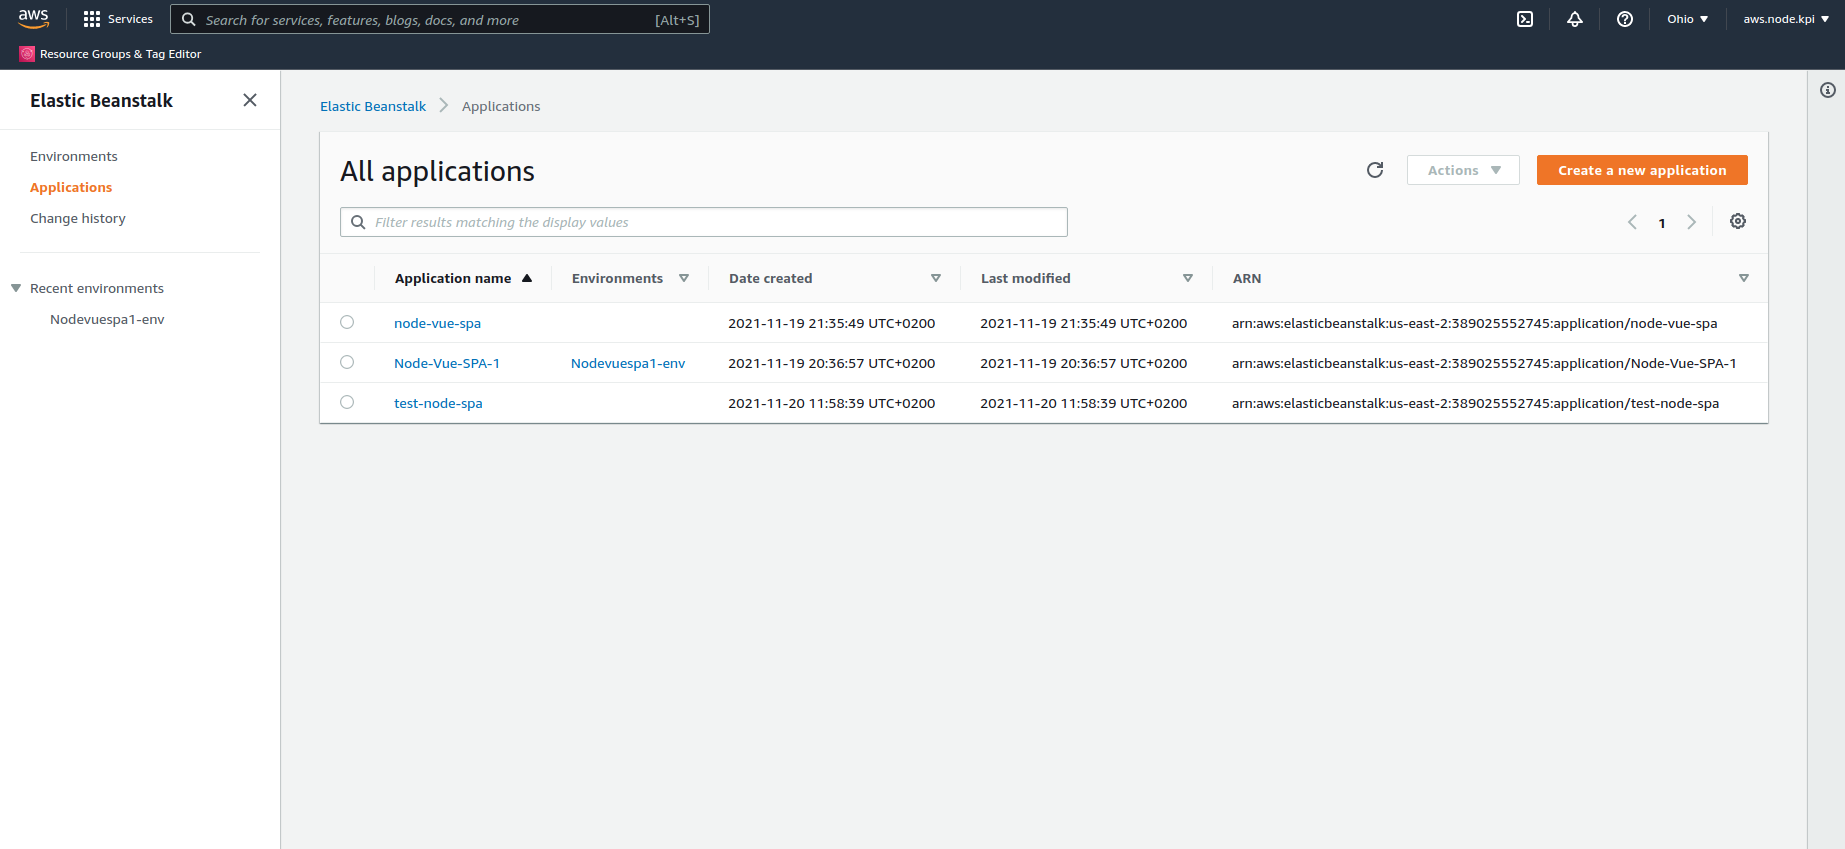 aws
Services
Search for services, features, blogs, docs, and more
[Alt+S]
Ohio
aws.node.kpi
Resource Groups & Tag Editor
Elastic Beanstalk
Environments
Applications
Change history
Recent environments
Nodevuespa1-env
Elastic Beanstalk
Applications
All applications
Actions
Create a new application
Filter results matching the display values
1
Application name Environments Date created Last modified ARN
node-vue-spa 2021-11-19 21:35:49 UTC+0200 2021-11-19 21:35:49 UTC+0200 arn:aws:elasticbeanstalk:us-east-2:389025552745:application/node-vue-spa
Node-Vue-SPA-1 Nodevuespa1-env 2021-11-19 20:36:57 UTC+0200 2021-11-19 20:36:57 UTC+0200 arn:aws:elasticbeanstalk:us-east-2:389025552745:application/Node-Vue-SPA-1
test-node-spa 2021-11-20 11:58:39 UTC+0200 2021-11-20 11:58:39 UTC+0200 arn:aws:elasticbeanstalk:us-east-2:389025552745:application/test-node-spa